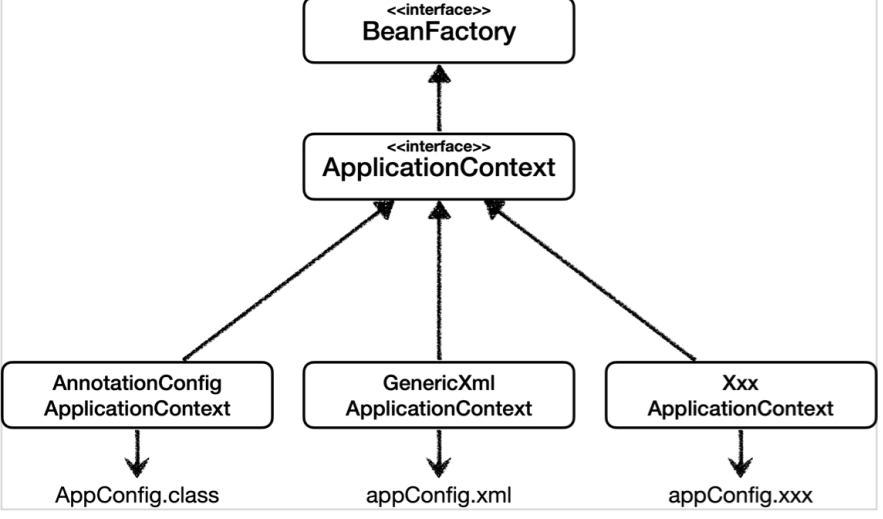 <<interface>>
BeanFactory
<<interface>>
ApplicationContext
AnnotationConfig
ApplicationContext
GenericXml
ApplicationContext
Xxx
ApplicationContext
AppConfig.class
appConfig.xml
appConfig.xxx